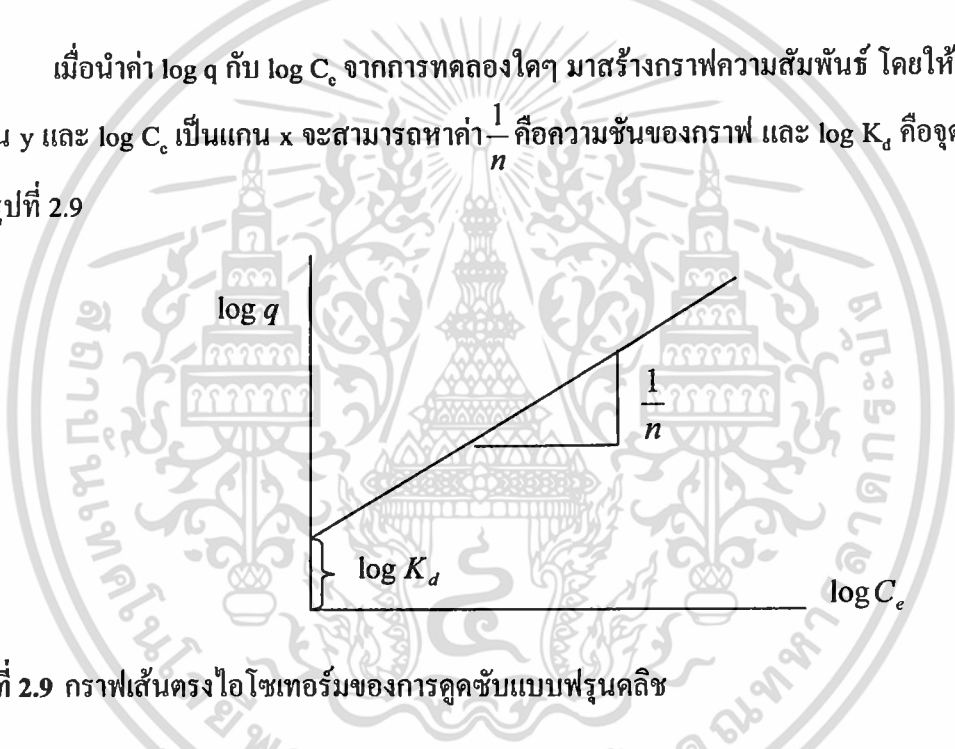 เมื่อนำค่า log q กับ log Cₑ จากการทดลองใดๆ มาสร้างกราฟความสัมพันธ์ โดยให้
น y และ log Cₑ เป็นแกน x จะสามารถหาค่า 1/n คือความชันของกราฟ และ log K_d คือจุด
รูปที่ 2.9
log q
1/n
log K_d
log Cₑ
ที่ 2.9 กราฟเส้นตรงไอโซเทอร์มของการดูดซับแบบฟรุนดลิช